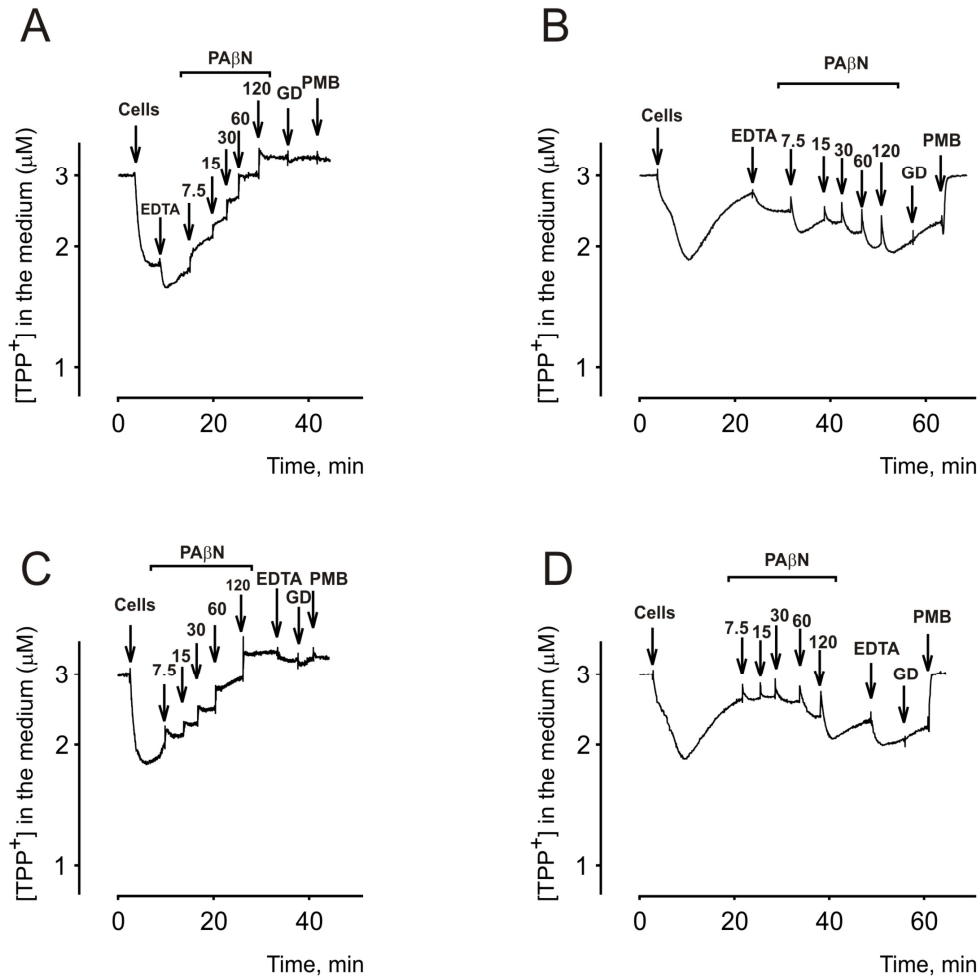 A
PAβN
120
GD
PMB
Cells
60
30
15
7.5
EDTA
[TPP+] in the medium (μM)
3
2
1
0
20
40
Time, min
B
PAβN
Cells
EDTA
7.5
15
30
60
120
GD
PMB
[TPP+] in the medium (μM)
3
2
1
0
20
40
60
Time, min
C
PAβN
120
EDTA
GD
PMB
Cells
60
30
15
7.5
[TPP+] in the medium (μM)
3
2
1
0
20
40
Time, min
D
PAβN
Cells
7.5
15
30
60
120
EDTA
GD
PMB
[TPP+] in the medium (μM)
3
2
1
0
20
40
60
Time, min